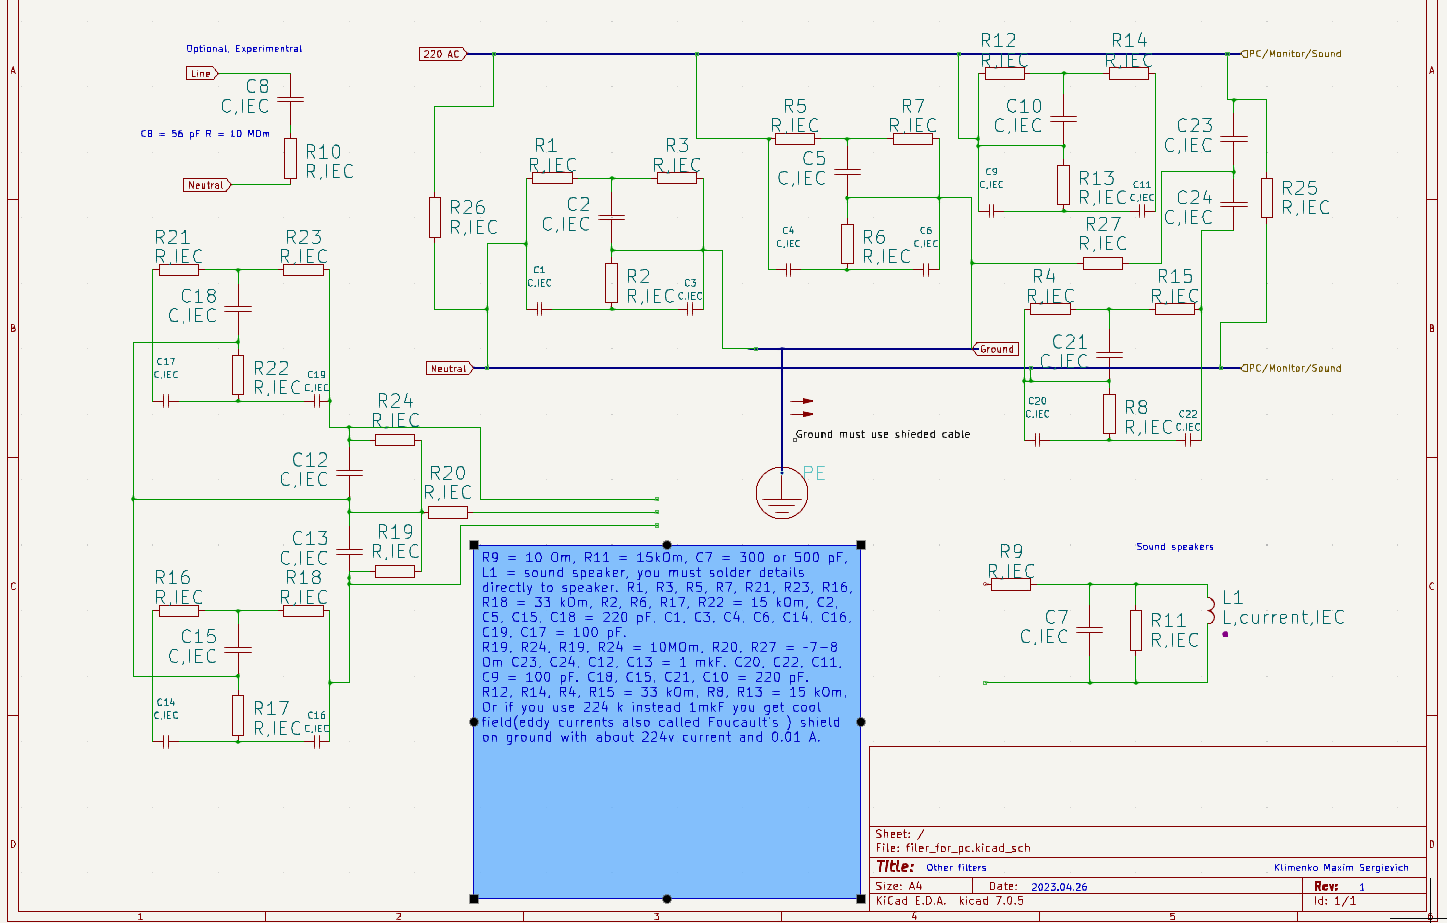 Optional, Experimentral
Line
C8
C,IEC
C8 = 56 pF R = 10 MOm
R10
R,IEC
Neutral
220 AC
PC/Monitor/Sound
R12
R,IEC
R14
R,IEC
C10
C,IEC
C9
C,IEC
R13
R,IEC
C11
C,IEC
C23
C,IEC
C24
C,IEC
R25
R,IEC
R27
R,IEC
R5
R,IEC
R7
R,IEC
C5
C,IEC
C4
C,IEC
R6
R,IEC
C6
C,IEC
R1
R,IEC
R3
R,IEC
C2
C,IEC
C1
C,IEC
R2
R,IEC
C3
C,IEC
R26
R,IEC
R21
R,IEC
R23
R,IEC
C18
C,IEC
C17
C,IEC
R22
R,IEC
C19
C,IEC
R4
R,IEC
R15
R,IEC
C21
C,IEC
C20
C,IEC
R8
R,IEC
C22
C,IEC
Neutral
Ground
PC/Monitor/Sound
Ground must use shieded cable
PE
R24
R,IEC
C12
C,IEC
R20
R,IEC
C13
C,IEC
R19
R,IEC
R16
R,IEC
R18
R,IEC
C15
C,IEC
C14
C,IEC
R17
R,IEC
C16
C,IEC
R9 = 10 Om, R11 = 15kOm, C7 = 300 or 500 pF,
L1 = sound speaker, you must solder details
directly to speaker. R1, R3, R5, R7, R21, R23, R16,
R18 = 33 kOm, R2, R6, R17, R22 = 15 kOm, C2,
C5, C15, C18 = 220 pF, C1, C3, C4, C6, C14, C16,
C19, C17 = 100 pF.
R19, R24, R19, R24 = 10MOm, R20, R27 = -7-8
Om C23, C24, C12, C13 = 1 mkF. C20, C22, C11,
C9 = 100 pF. C18, C15, C21, C10 = 220 pF.
R12, R14, R4, R15 = 33 kOm, R8, R13 = 15 kOm,
Or if you use 224 k instead 1mkF you get cool
field(eddy currents also called Foucault's ) shield
on ground with about 224v current and 0.01 A.
Sound speakers
R9
R,IEC
C7
C,IEC
R11
R,IEC
L1
L,current,IEC
Sheet: /
File: filer_for_pc.kicad_sch
Title: Other filters Klimenko Maxim Sergievich
Size: A4 Date: 2023.04.26 Rev: 1
KiCad E.D.A. kicad 7.0.5 Id: 1/1
A
B
C
D
A
B
C
D
1 2 3 4 5 6